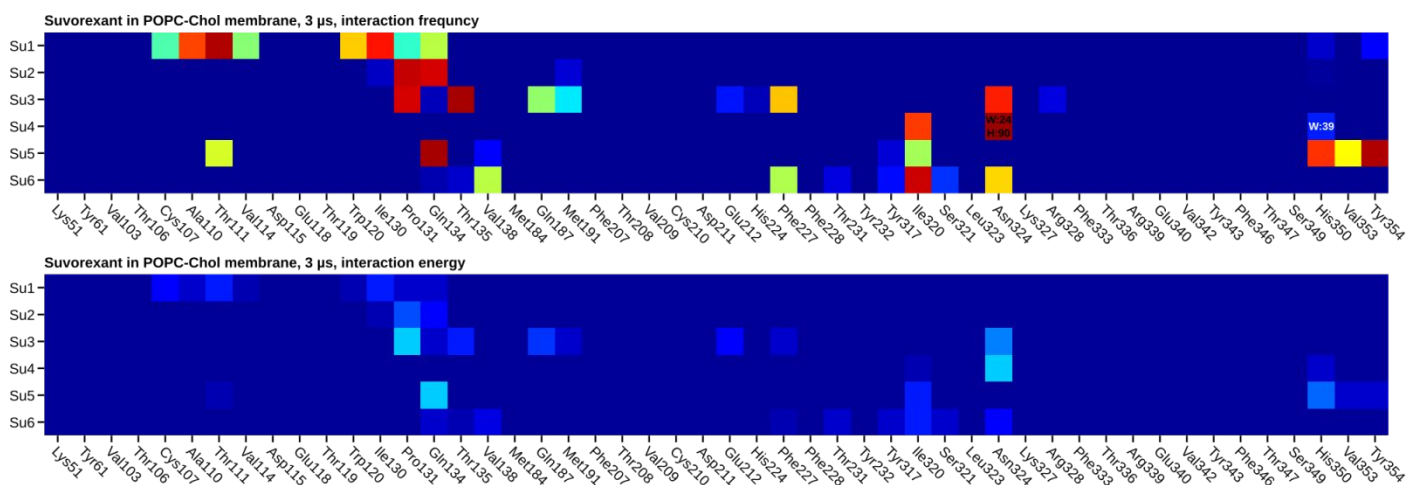 Suvorexant in POPC-Chol membrane, 3 µs, interaction frequncy
Su1
Su2
Su3
Su4
W:24
H:90
W:39
Su5
Su6
Lys51 Tyr61 Val103 Thr106 Cys107 Ala110 Thr111 Val114 Asp115 Glu118 Thr119 Trp120 Ile130 Pro131 Gln134 Thr135 Val138 Met184 Gln187 Met191 Phe207 Thr208 Val209 Cys210 Asp211 Glu212 His224 Phe227 Phe228 Thr231 Tyr232 Tyr317 Ile320 Ser321 Leu323 Asn324 Lys327 Arg328 Phe333 Thr336 Arg339 Glu340 Val342 Tyr343 Phe346 Thr347 Ser349 His350 Val353 Tyr354
Suvorexant in POPC-Chol membrane, 3 µs, interaction energy
Su1
Su2
Su3
Su4
Su5
Su6
Lys51 Tyr61 Val103 Thr106 Cys107 Ala110 Thr111 Val114 Asp115 Glu118 Thr119 Trp120 Ile130 Pro131 Gln134 Thr135 Val138 Met184 Gln187 Met191 Phe207 Thr208 Val209 Cys210 Asp211 Glu212 His224 Phe227 Phe228 Thr231 Tyr232 Tyr317 Ile320 Ser321 Leu323 Asn324 Lys327 Arg328 Phe333 Thr336 Arg339 Glu340 Val342 Tyr343 Phe346 Thr347 Ser349 His350 Val353 Tyr354